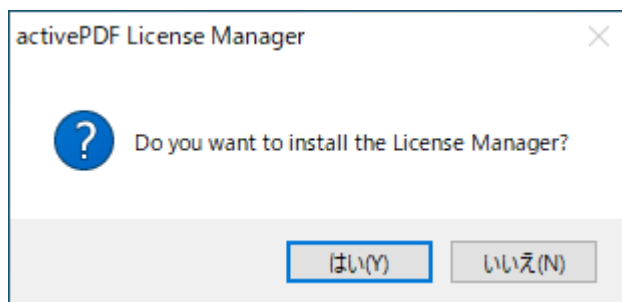 activePDF License Manager
?
Do you want to install the License Manager?
はい(Y)
いいえ(N)